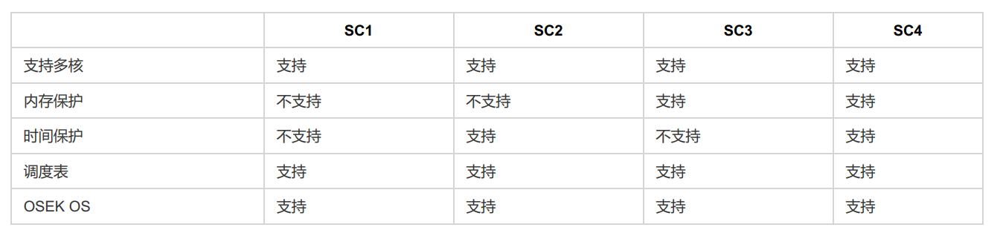 SC1 SC2 SC3 SC4
支持多核 支持 支持 支持 支持
内存保护 不支持 不支持 支持 支持
时间保护 不支持 支持 不支持 支持
调度表 支持 支持 支持 支持
OSEK OS 支持 支持 支持 支持